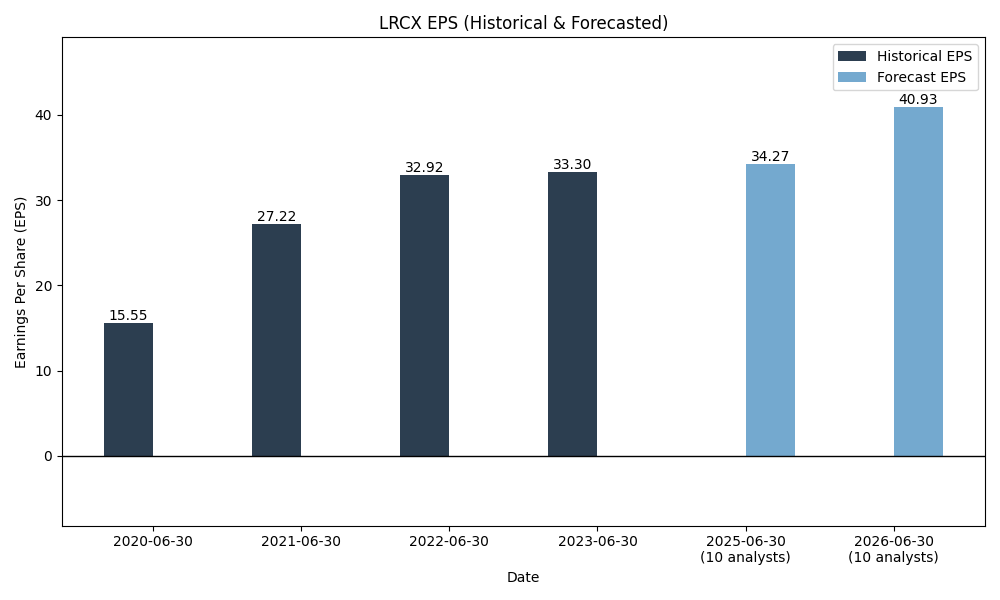 LRCX EPS (Historical & Forecasted)
Historical EPS
Forecast EPS
Earnings Per Share (EPS)
40
30
20
10
0
15.55
27.22
32.92
33.30
34.27
40.93
2020-06-30
2021-06-30
2022-06-30
2023-06-30
2025-06-30
(10 analysts)
2026-06-30
(10 analysts)
Date